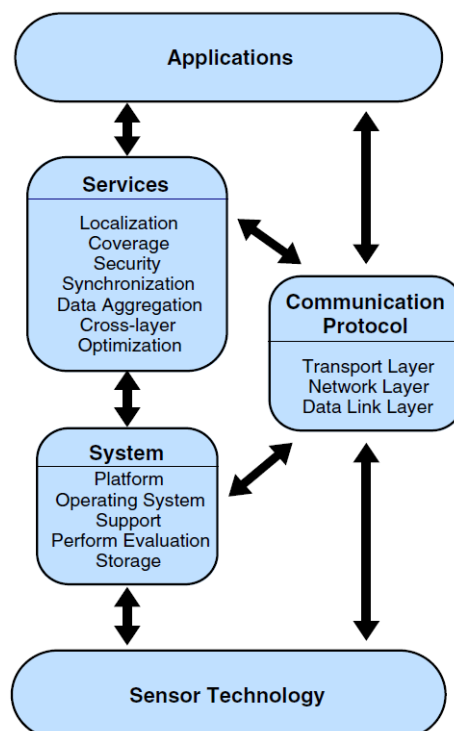 Applications
Services
Localization
Coverage
Security
Synchronization
Data Aggregation
Cross-layer
Optimization
Communication
Protocol
Transport Layer
Network Layer
Data Link Layer
System
Platform
Operating System
Support
Perform Evaluation
Storage
Sensor Technology